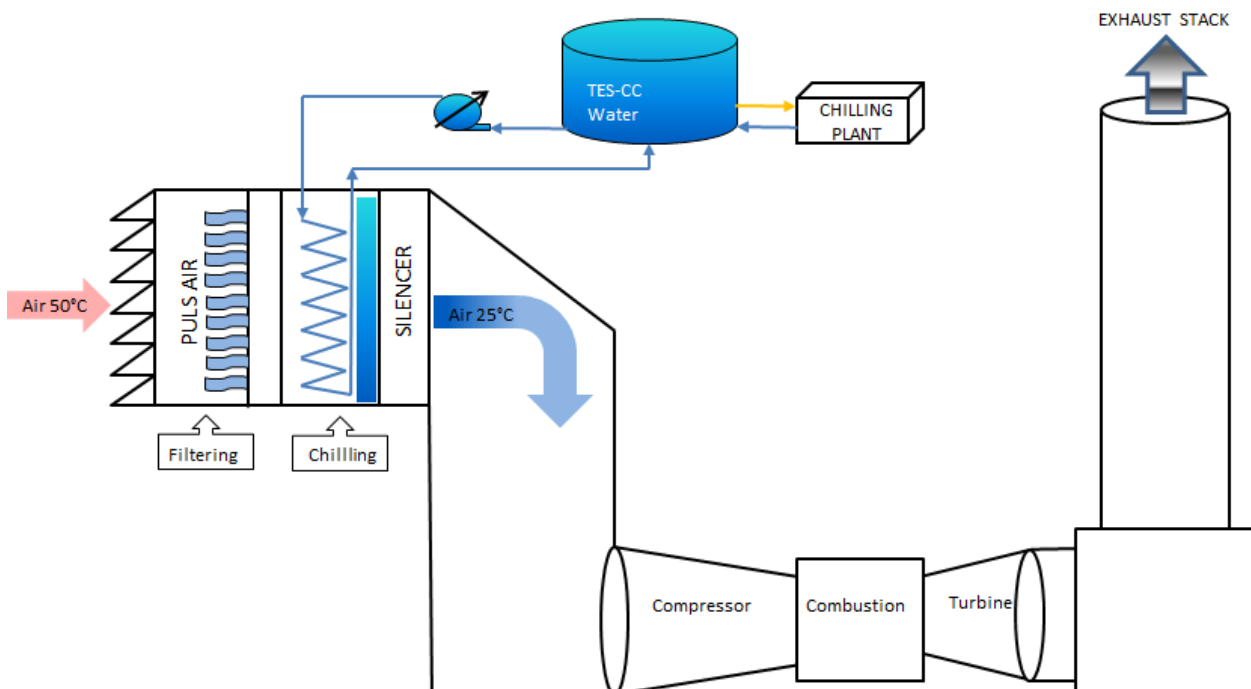 EXHAUST STACK
TES-CC
Water
CHILLING
PLANT
PULS AIR
SILENCER
Air 50°C
Air 25°C
Filtering
Chillling
Compressor
Combustion
Turbine